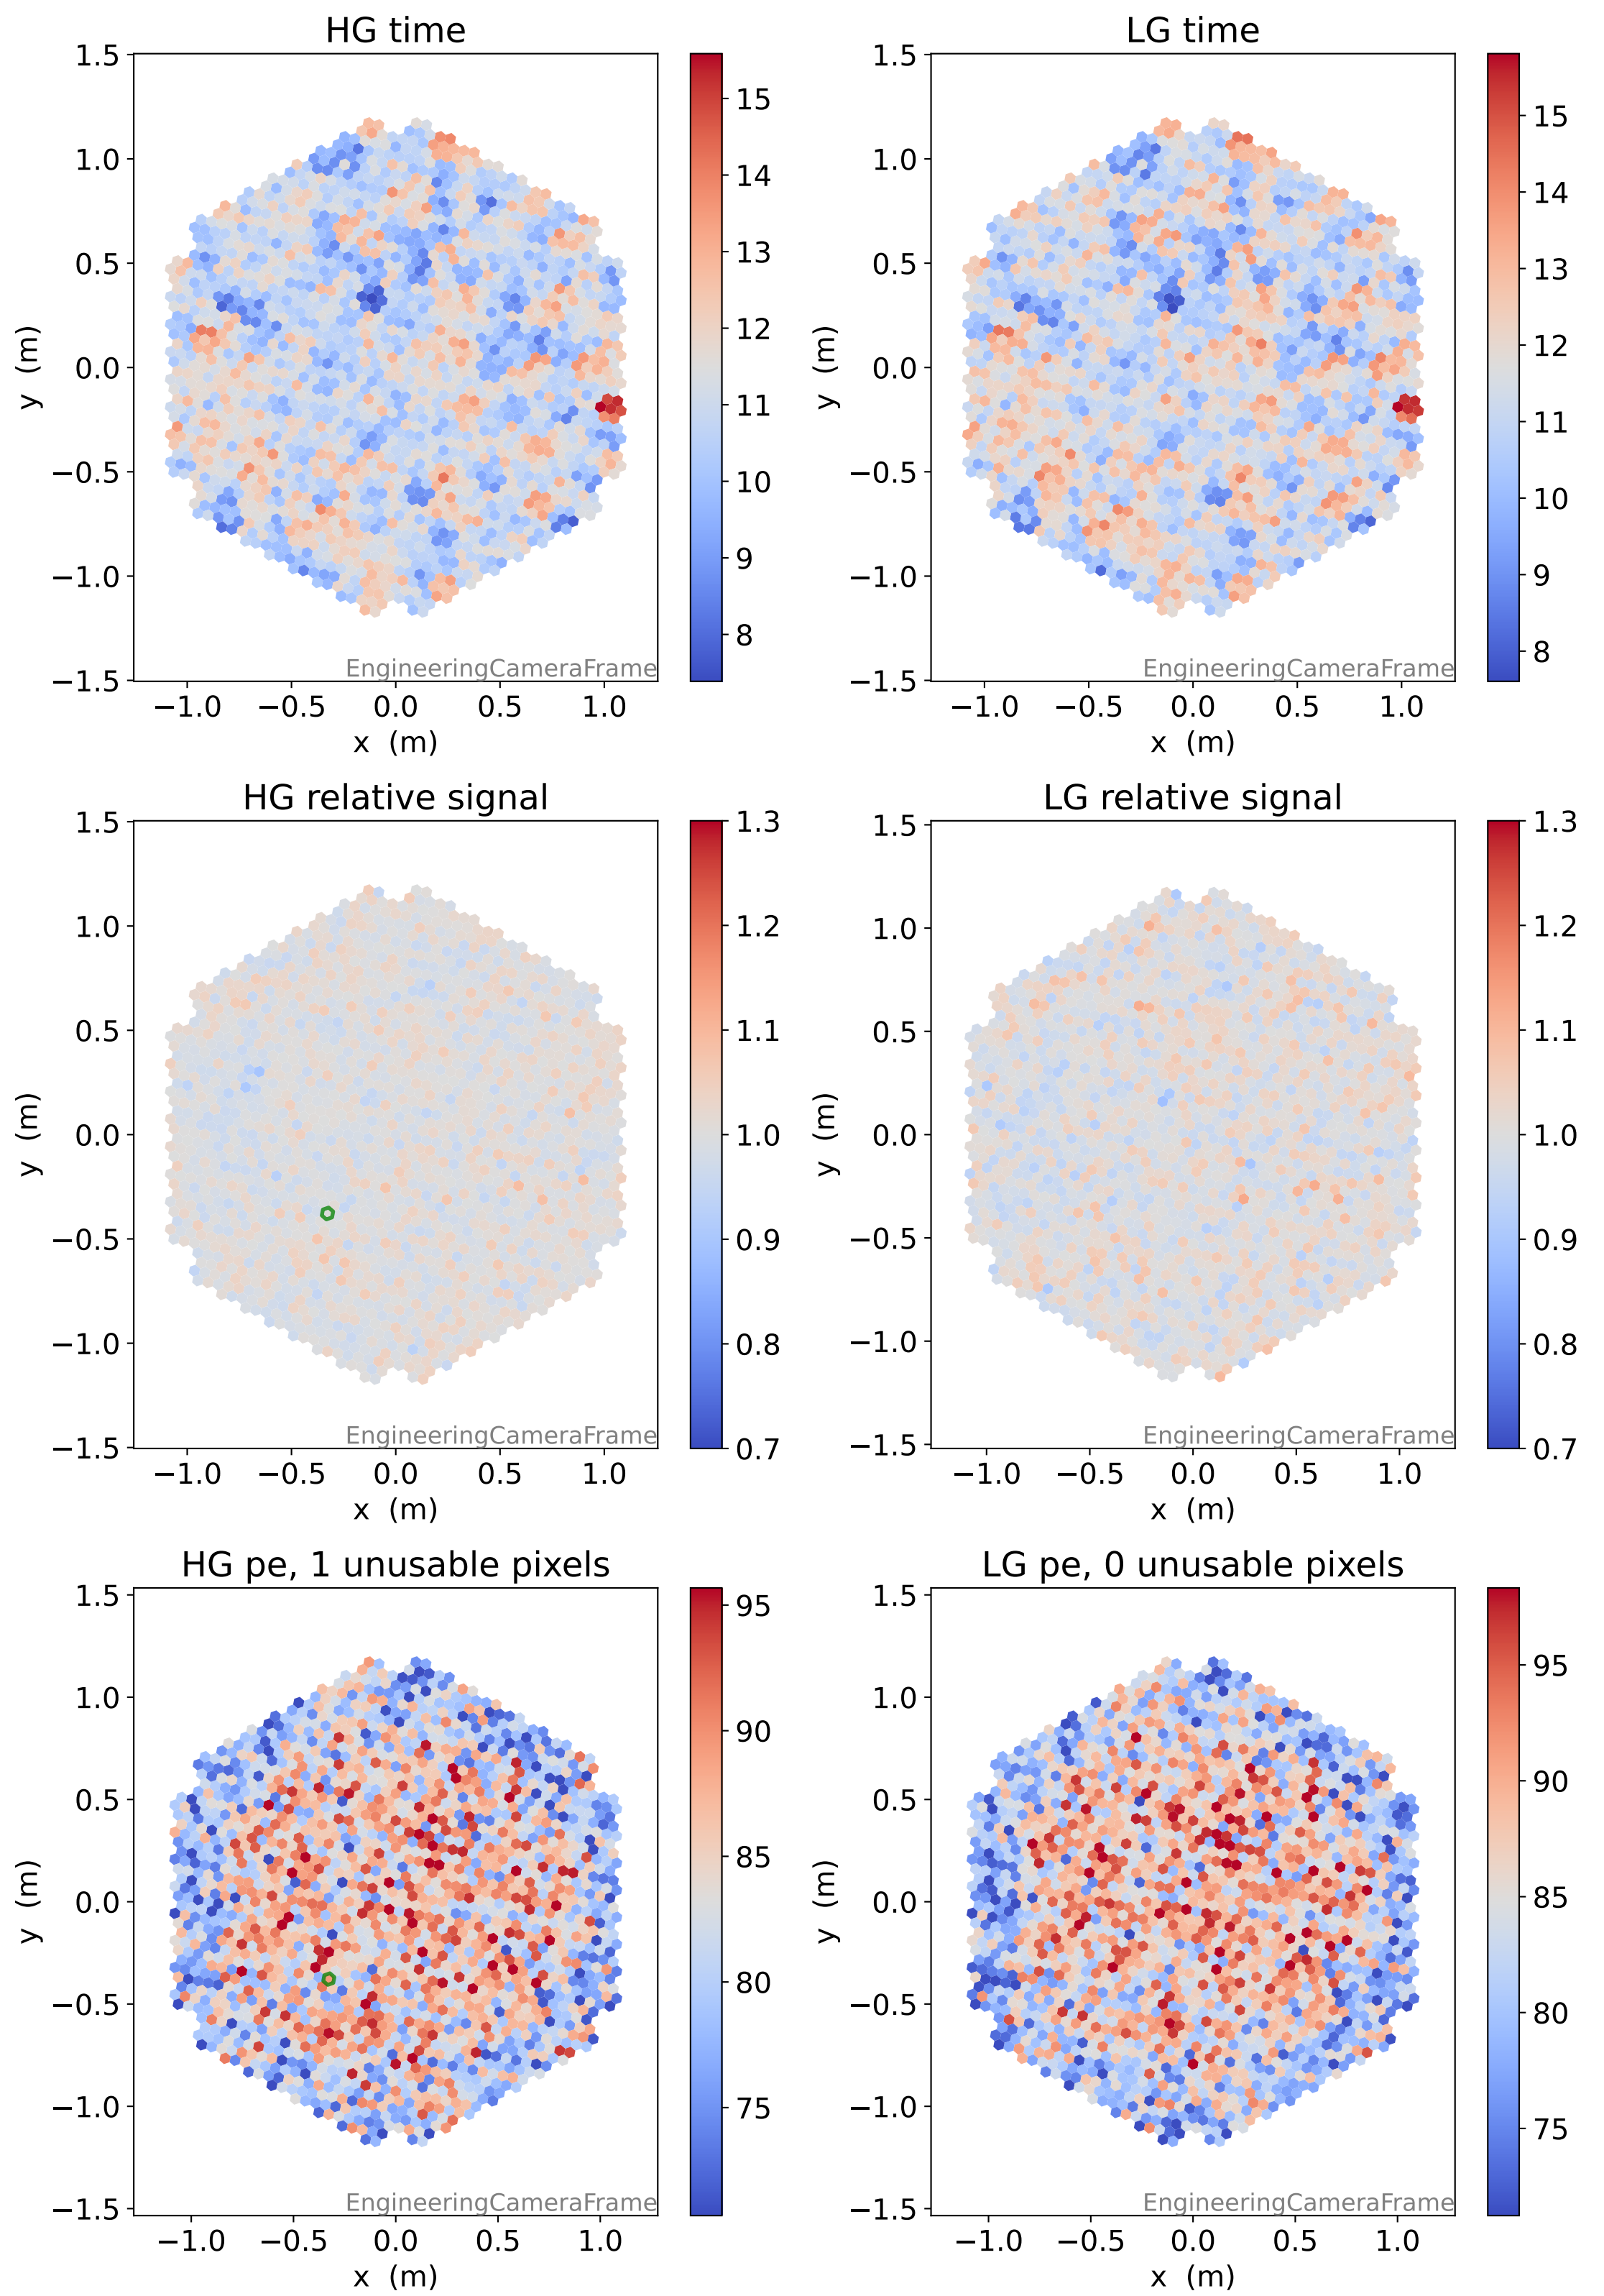 HG time
1.5
1.0
0.5
0.0
−0.5
−1.0
−1.5
y (m)
EngineeringCameraFrame
−1.0 −0.5 0.0 0.5 1.0
x (m)
15
14
13
12
11
10
9
8
LG time
1.5
1.0
0.5
0.0
−0.5
−1.0
−1.5
y (m)
EngineeringCameraFrame
−1.0 −0.5 0.0 0.5 1.0
x (m)
15
14
13
12
11
10
9
8
HG relative signal
1.5
1.0
0.5
0.0
−0.5
−1.0
−1.5
y (m)
EngineeringCameraFrame
−1.0 −0.5 0.0 0.5 1.0
x (m)
1.3
1.2
1.1
1.0
0.9
0.8
0.7
LG relative signal
1.5
1.0
0.5
0.0
−0.5
−1.0
−1.5
y (m)
EngineeringCameraFrame
−1.0 −0.5 0.0 0.5 1.0
x (m)
1.3
1.2
1.1
1.0
0.9
0.8
0.7
HG pe, 1 unusable pixels
1.5
1.0
0.5
0.0
−0.5
−1.0
−1.5
y (m)
EngineeringCameraFrame
−1.0 −0.5 0.0 0.5 1.0
x (m)
95
90
85
80
75
LG pe, 0 unusable pixels
1.5
1.0
0.5
0.0
−0.5
−1.0
−1.5
y (m)
EngineeringCameraFrame
−1.0 −0.5 0.0 0.5 1.0
x (m)
95
90
85
80
75